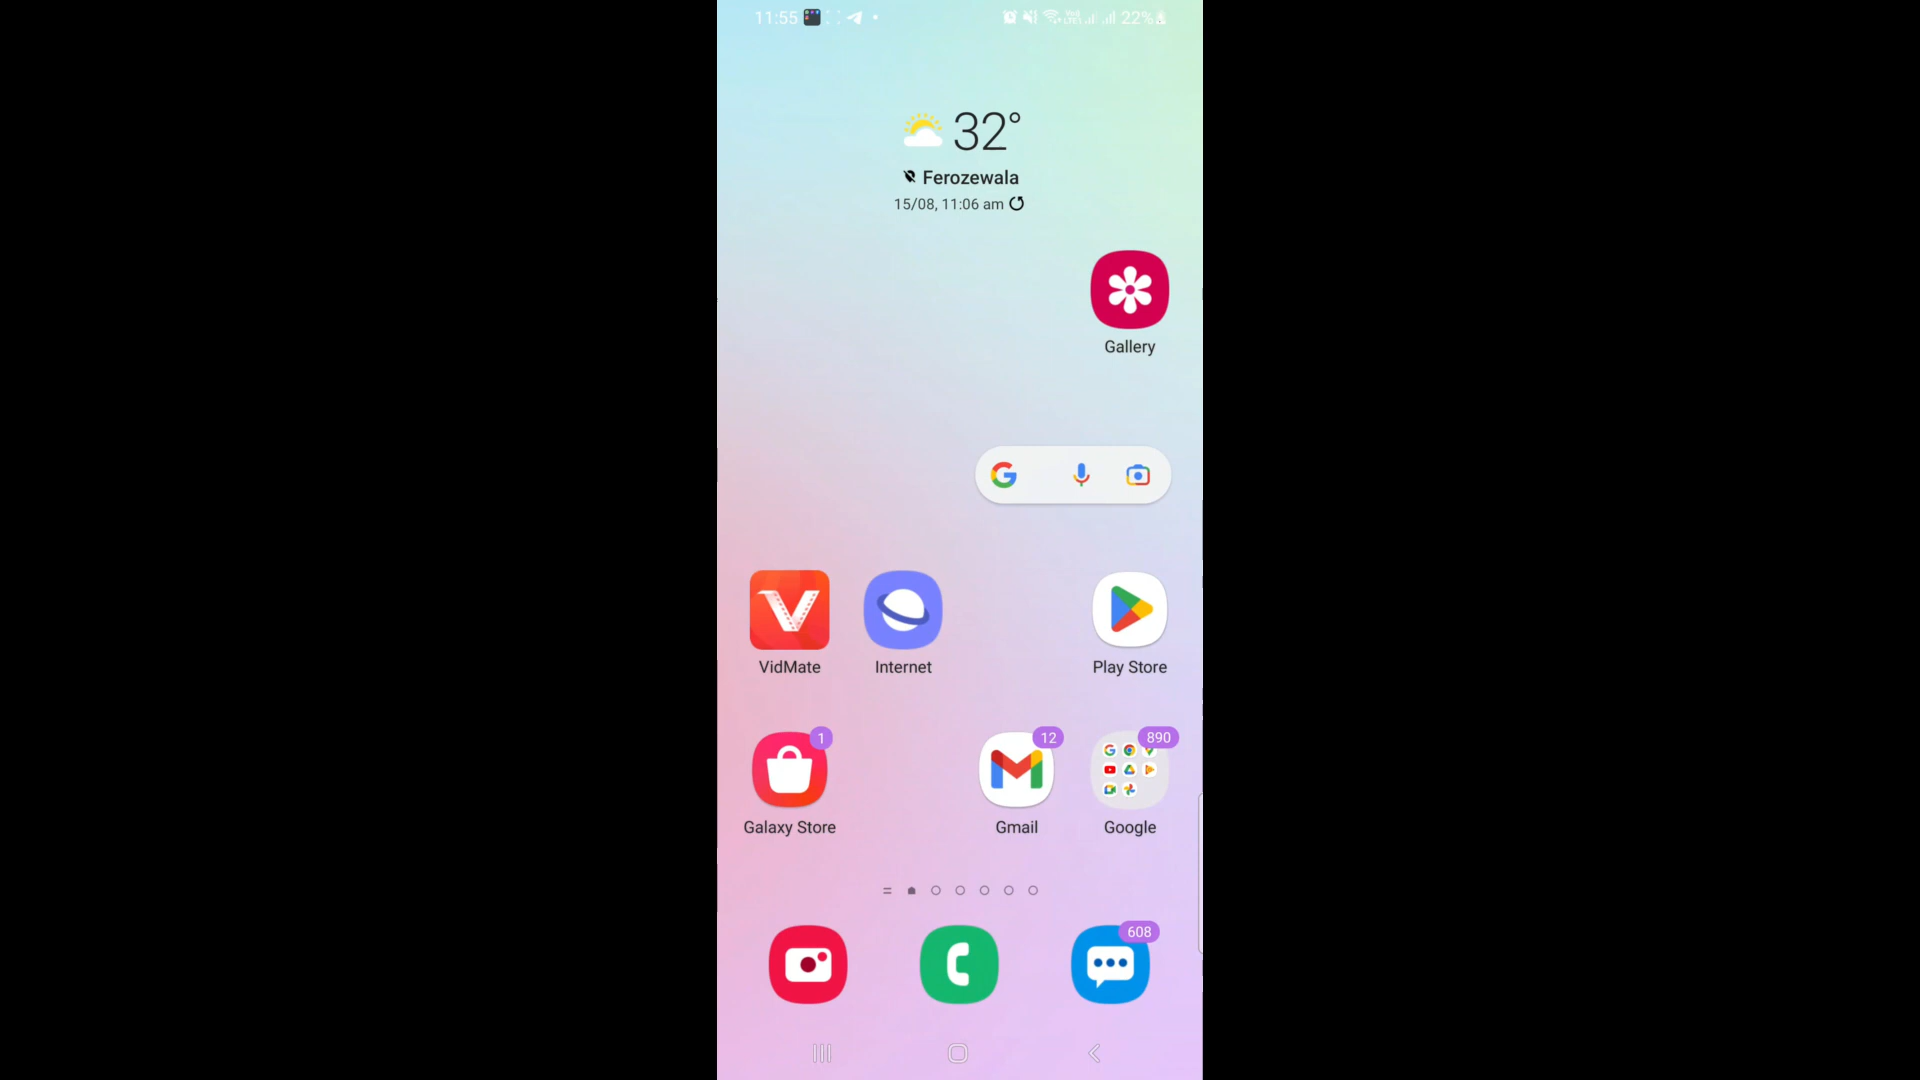 11:55
22%
32°
Ferozewala
15/08, 11:06 am
Gallery
VidMate
Internet
Play Store
1
12
890
Galaxy Store
Gmail
Google
608